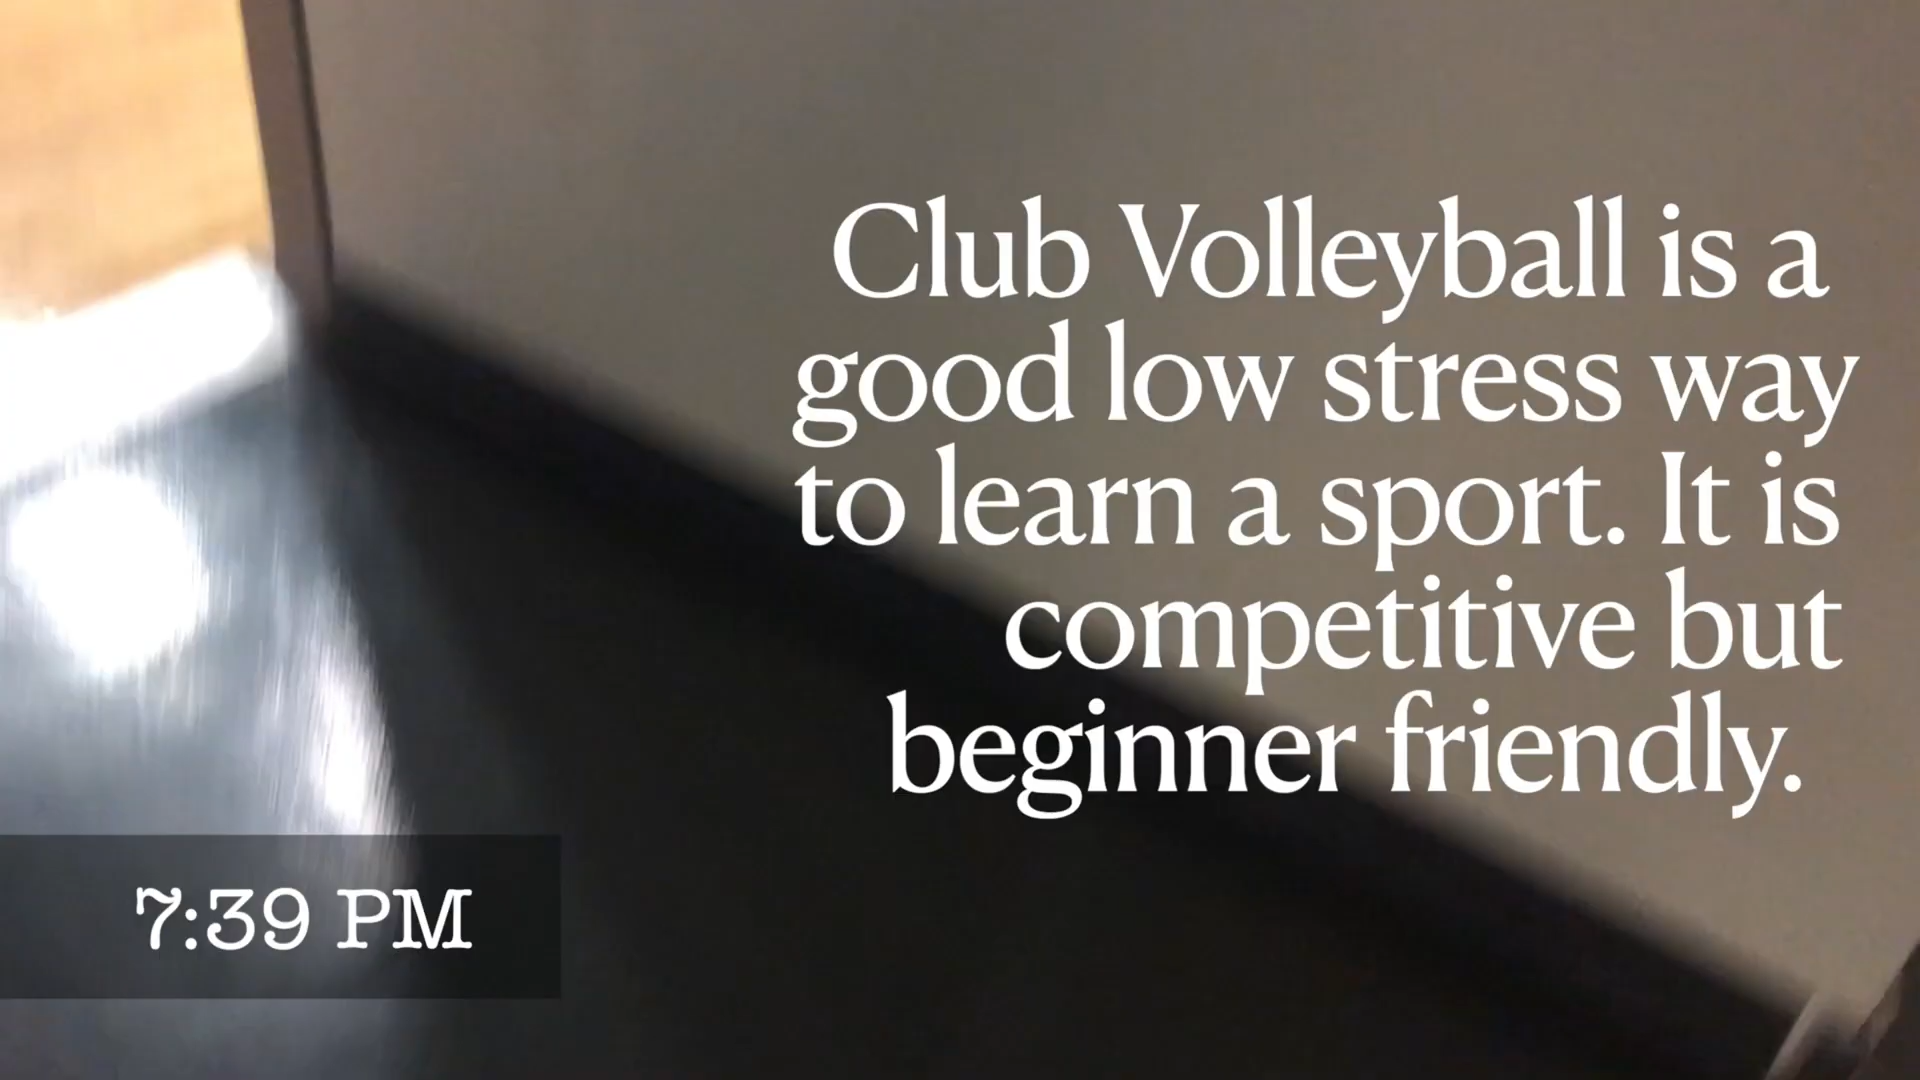 Club Volleyball is a
good low stress way
to learn a sport. It is
competitive but
beginner friendly.
7:39 PM